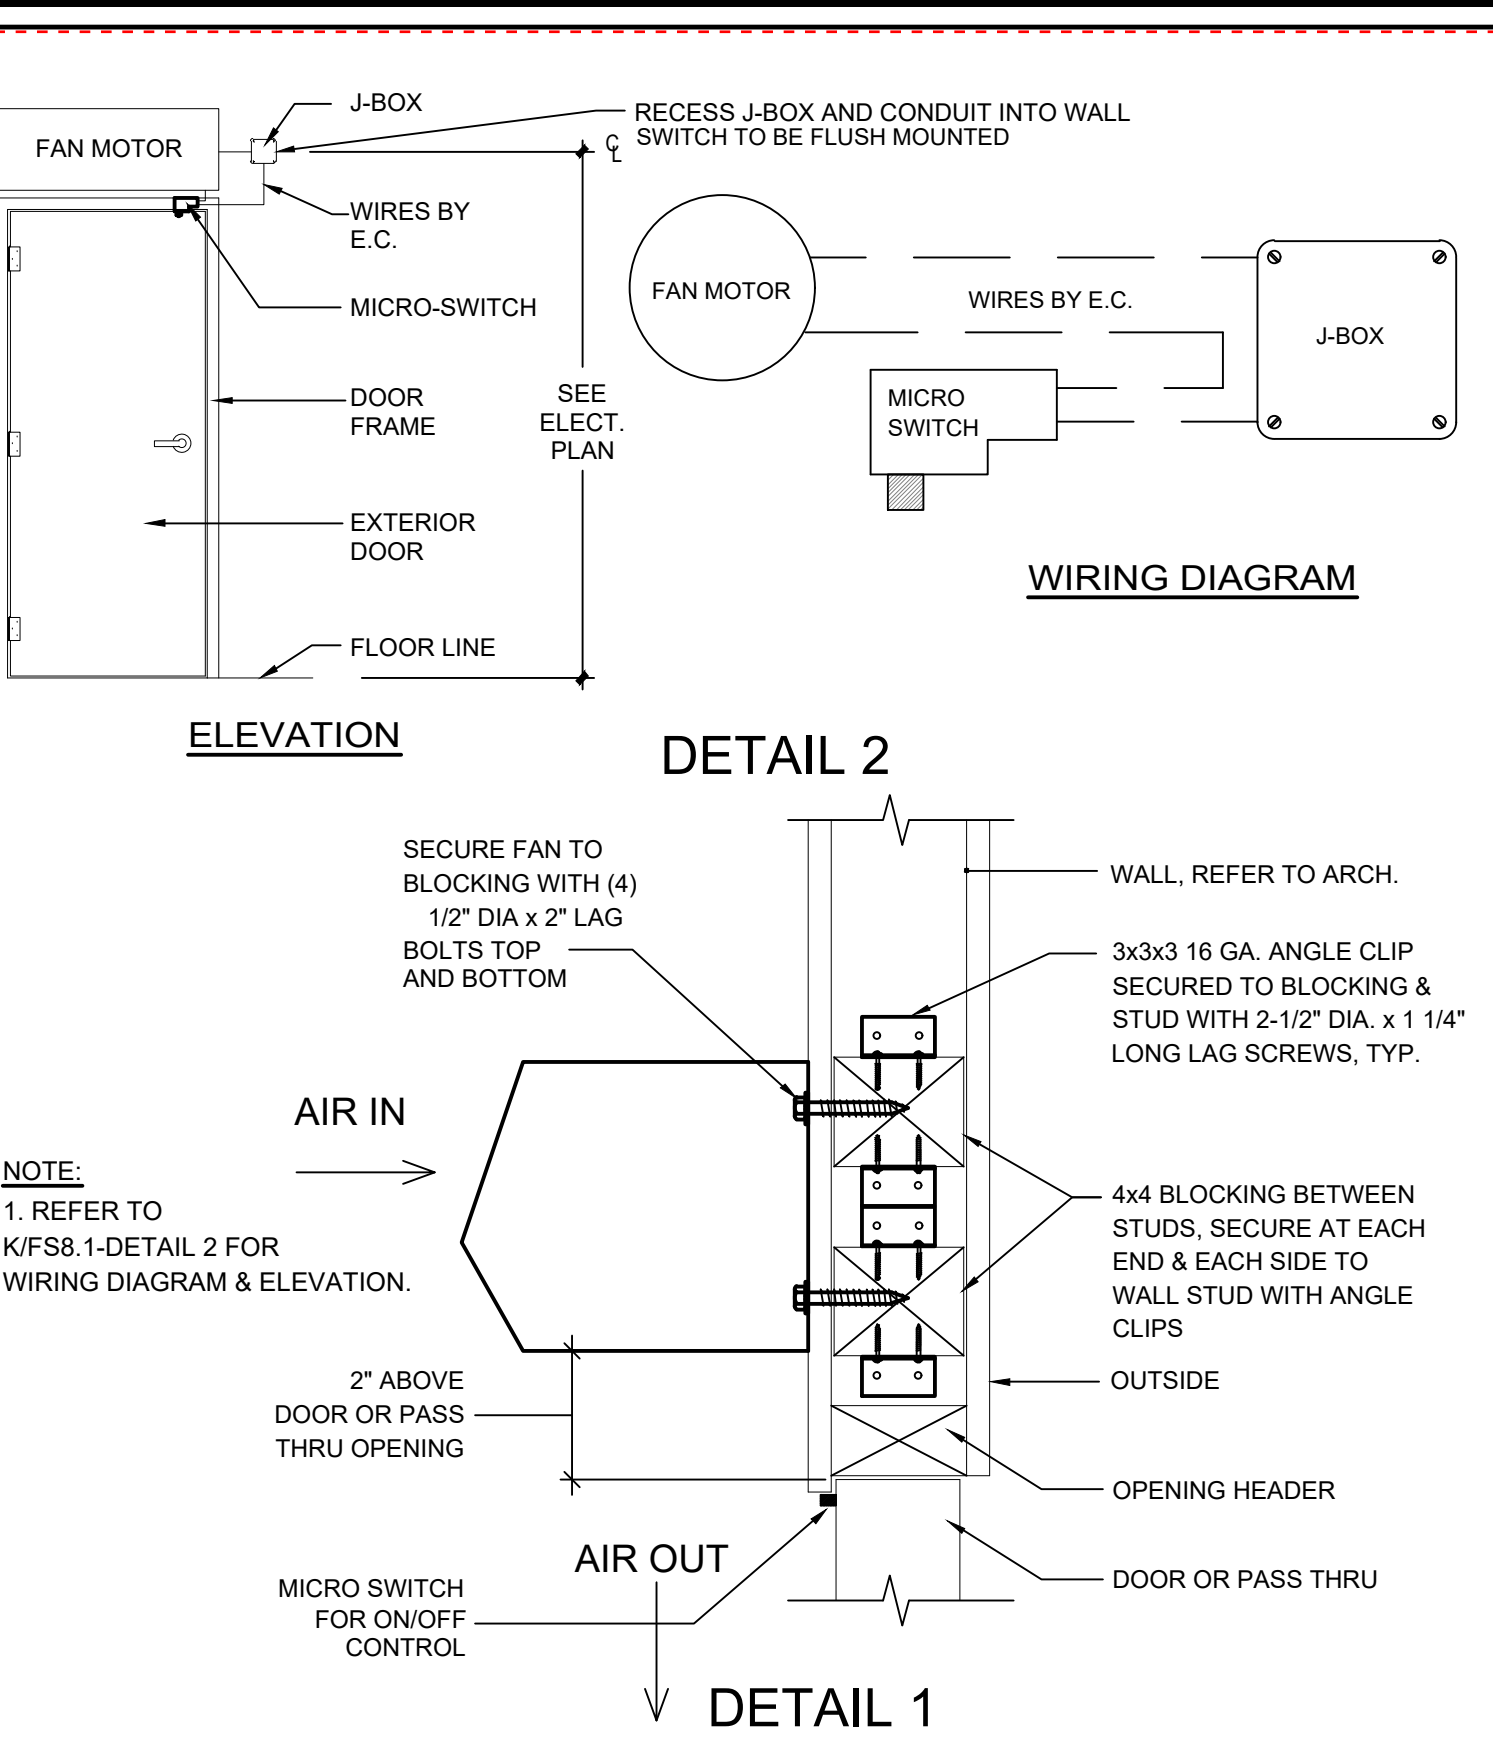 J-BOX
RECESS J-BOX AND CONDUIT INTO WALL
SWITCH TO BE FLUSH MOUNTED
FAN MOTOR
CL
WIRES BY
E.C.
MICRO-SWITCH
DOOR
FRAME
SEE
ELECT.
PLAN
EXTERIOR
DOOR
FLOOR LINE
ELEVATION
FAN MOTOR
WIRES BY E.C.
J-BOX
MICRO
SWITCH
WIRING DIAGRAM
DETAIL 2
SECURE FAN TO
BLOCKING WITH (4)
1/2" DIA x 2" LAG
BOLTS TOP
AND BOTTOM
WALL, REFER TO ARCH.
3x3x3 16 GA. ANGLE CLIP
SECURED TO BLOCKING &
STUD WITH 2-1/2" DIA. x 1 1/4"
LONG LAG SCREWS, TYP.
AIR IN
NOTE:
1. REFER TO
K/FS8.1-DETAIL 2 FOR
WIRING DIAGRAM & ELEVATION.
4x4 BLOCKING BETWEEN
STUDS, SECURE AT EACH
END & EACH SIDE TO
WALL STUD WITH ANGLE
CLIPS
2" ABOVE
DOOR OR PASS
THRU OPENING
OUTSIDE
OPENING HEADER
AIR OUT
DOOR OR PASS THRU
MICRO SWITCH
FOR ON/OFF
CONTROL
DETAIL 1